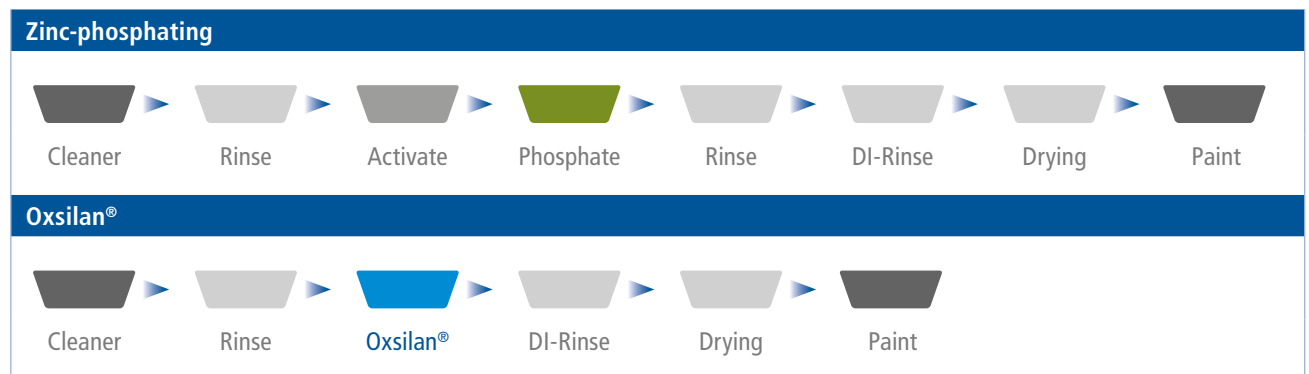 Zinc-phosphating
Cleaner Rinse Activate Phosphate Rinse DI-Rinse Drying Paint
Oxsilan®
Cleaner Rinse Oxsilan® DI-Rinse Drying Paint